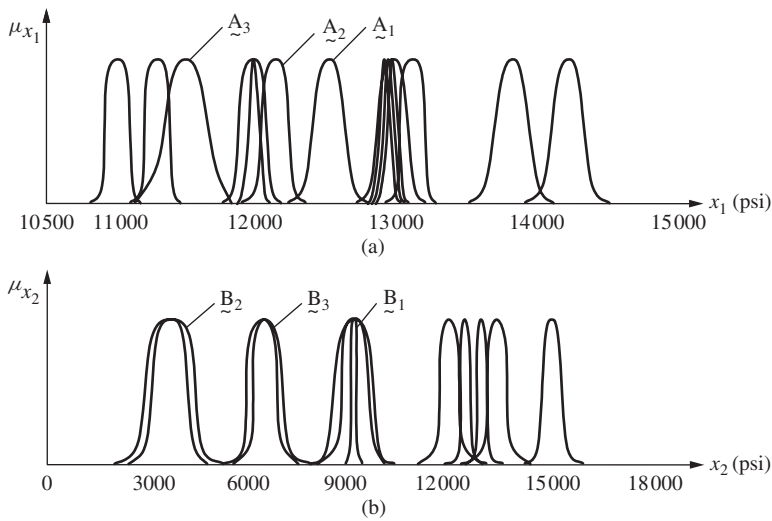 μx1 A3 A2 A1
10500 11000 12000 13000 14000 15000 x1 (psi)
(a)
μx2 B2 B3 B1
0 3000 6000 9000 12000 15000 18000 x2 (psi)
(b)